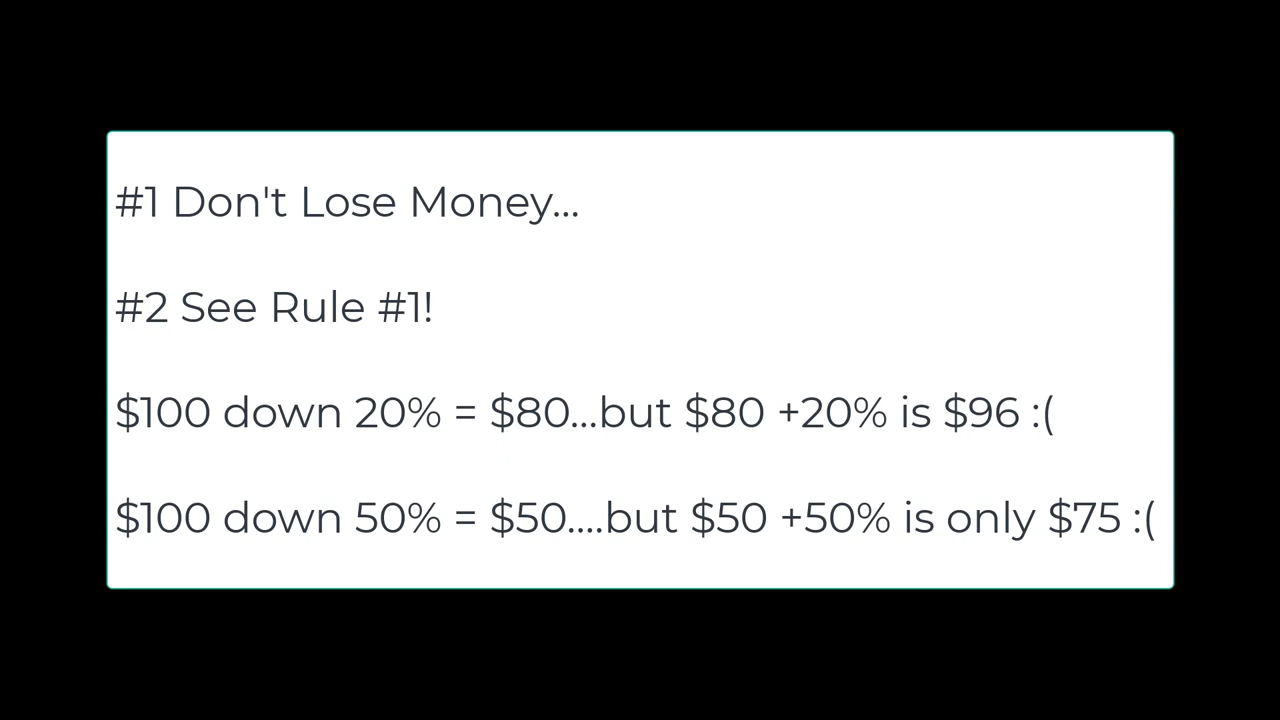 #1 Don't Lose Money...
#2 See Rule #1!
$100 down 20% = $80...but $80 +20% is $96 :(
$100 down 50% = $50....but $50 +50% is only $75 :(